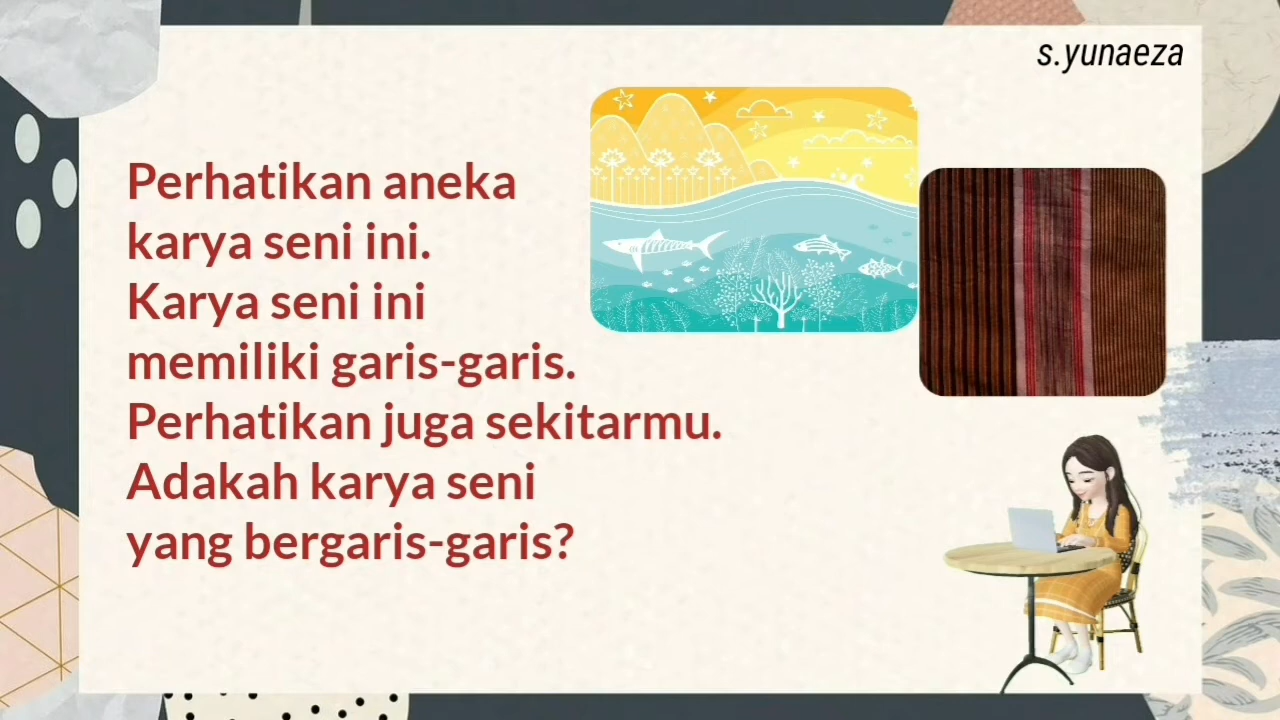 s.yunaeza
Perhatikan aneka
karya seni ini.
Karya seni ini
memiliki garis-garis.
Perhatikan juga sekitarmu.
Adakah karya seni
yang bergaris-garis?